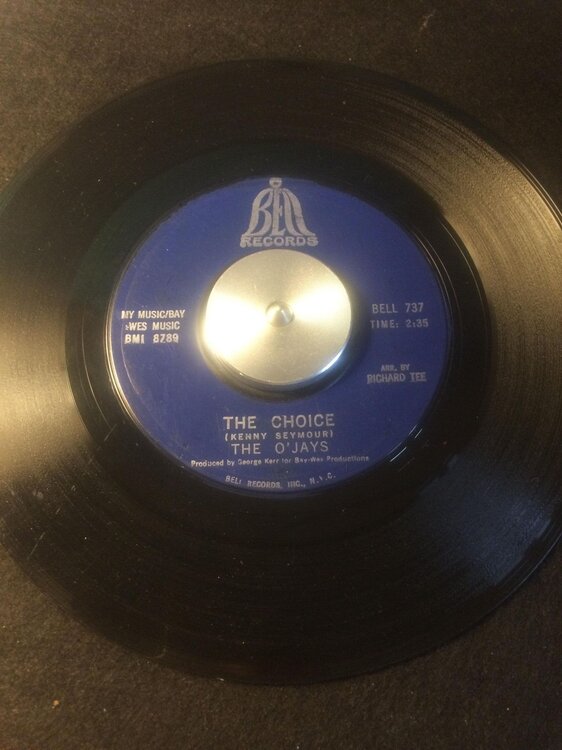 BELL
RECORDS
MY MUSIC/BAY
-WES MUSIC
BMI 8789
BELL 737
TIME: 2:35
ARR. BY
RICHARD TEE
THE CHOICE
(KENNY SEYMOUR)
THE O'JAYS
Produced by George Kerr for Bay-Wes Productions
BELL RECORDS, INC., N.Y.C.